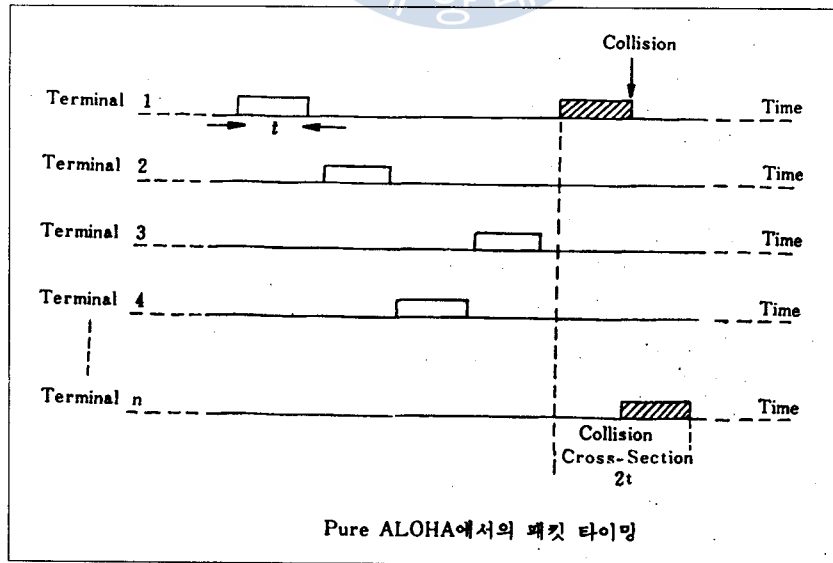 Collision
Terminal 1
Time
t
Terminal 2
Time
Terminal 3
Time
Terminal 4
Time
Terminal n
Time
Collision
Cross-Section
2t
Pure ALOHA에서의 패킷 타이밍